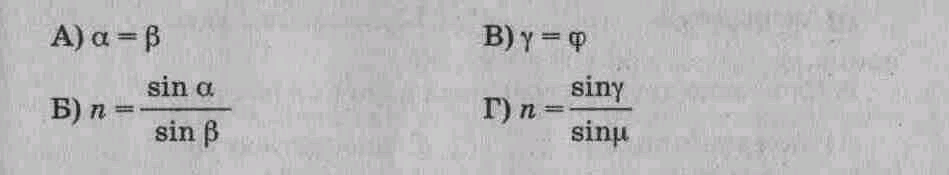 А) α = β
В) γ = φ
Б) n = sin α / sin β
Г) n = sinγ / sinμ